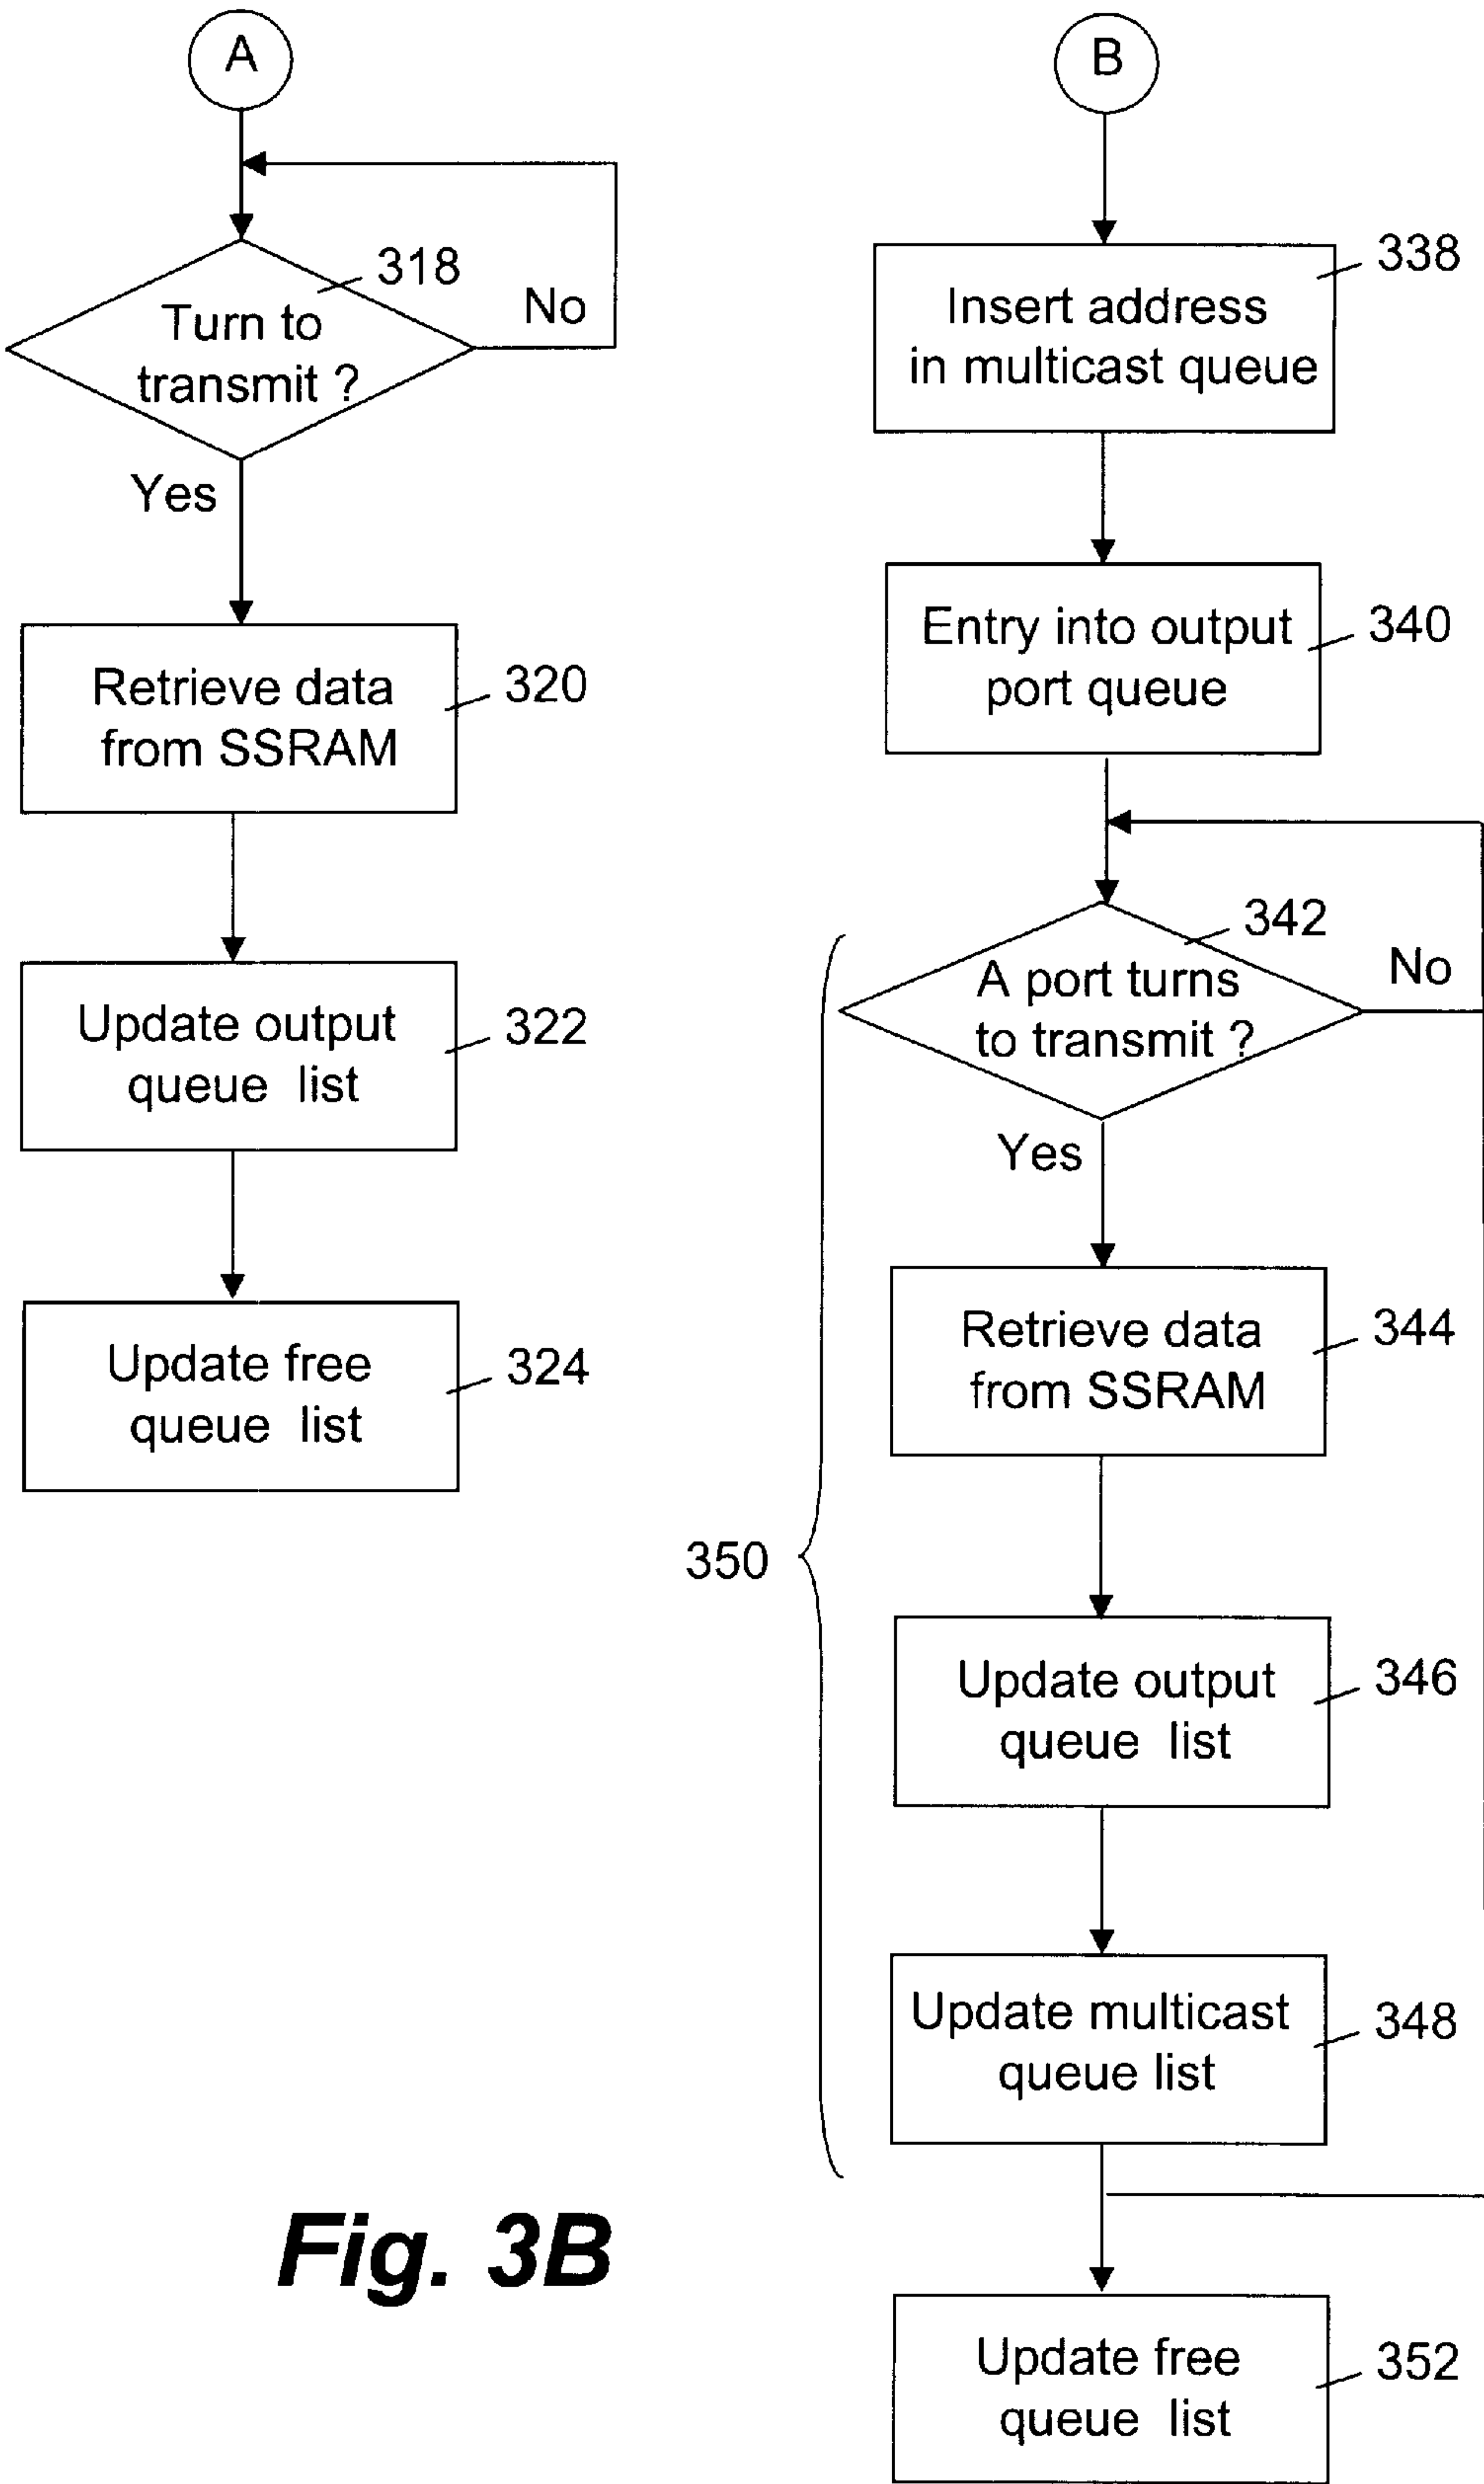 A
318
Turn to
transmit ?
No
Yes
Retrieve data
from SSRAM
320
Update output
queue list
322
Update free
queue list
324
B
Insert address
in multicast queue
338
Entry into output
port queue
340
342
A port turns
to transmit ?
No
Yes
Retrieve data
from SSRAM
344
350
Update output
queue list
346
Update multicast
queue list
348
Update free
queue list
352
Fig. 3B